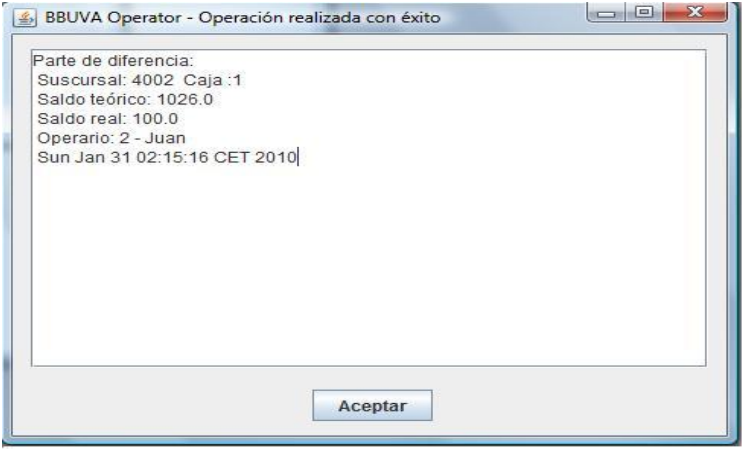 BBUVA Operator - Operación realizada con éxito
Parte de diferencia:
Suscursal: 4002 Caja :1
Saldo teórico: 1026.0
Saldo real: 100.0
Operario: 2 - Juan
Sun Jan 31 02:15:16 CET 2010
Aceptar